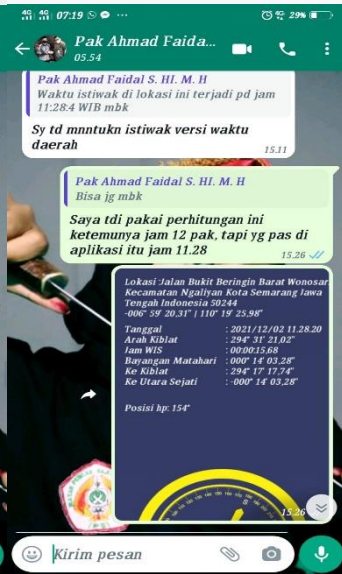 4G 4G 07:19 ... 29%
Pak Ahmad Faida...
05.54
Pak Ahmad Faidal S. HI. M. H
Waktu istiwak di lokasi ini terjadi pd jam
11:28:4 WIB mbk
Sy td mnntukn istiwak versi waktu
daerah
15.11
Pak Ahmad Faidal S. HI. M. H
Bisa jg mbk
Saya tdi pakai perhitungan ini
ketemunya jam 12 pak, tapi yg pas di
aplikasi itu jam 11.28
15.26
Lokasi :Jalan Bukit Beringin Barat Wonosar
Kecamatan Ngaliyan Kota Semarang Jawa
Tengah Indonesia 50244
-006° 59' 20,31" | 110° 19' 25,98"
Tanggal : 2021/12/02 11.28.20
Arah Kiblat : 294° 31' 21,02"
Jam WIS : 00:00:15,68
Bayangan Matahari : 000° 14' 03,28"
Ke Kiblat : 294° 17' 17,74"
Ke Utara Sejati : -000° 14' 03,28"
Posisi hp: 154°
15.26
Kirim pesan